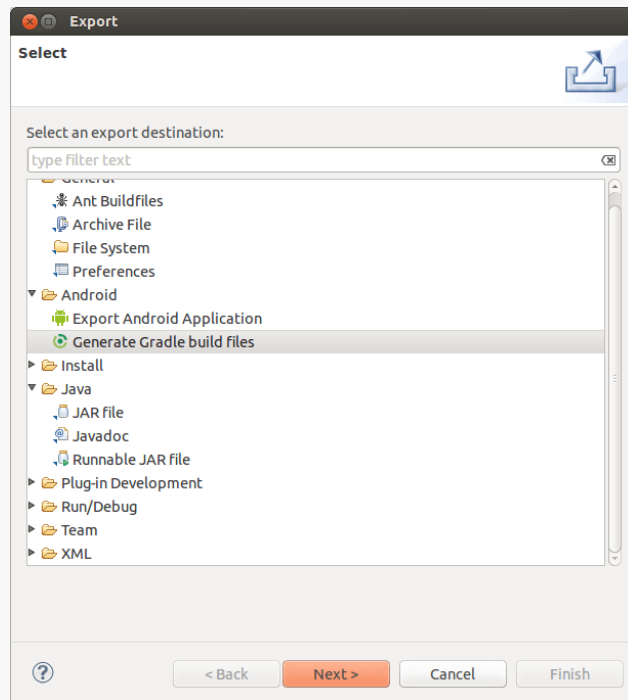 Export
Select
Select an export destination:
type filter text
General
Ant Buildfiles
Archive File
File System
Preferences
Android
Export Android Application
Generate Gradle build files
Install
Java
JAR file
Javadoc
Runnable JAR file
Plug-in Development
Run/Debug
Team
XML
? < Back Next > Cancel Finish